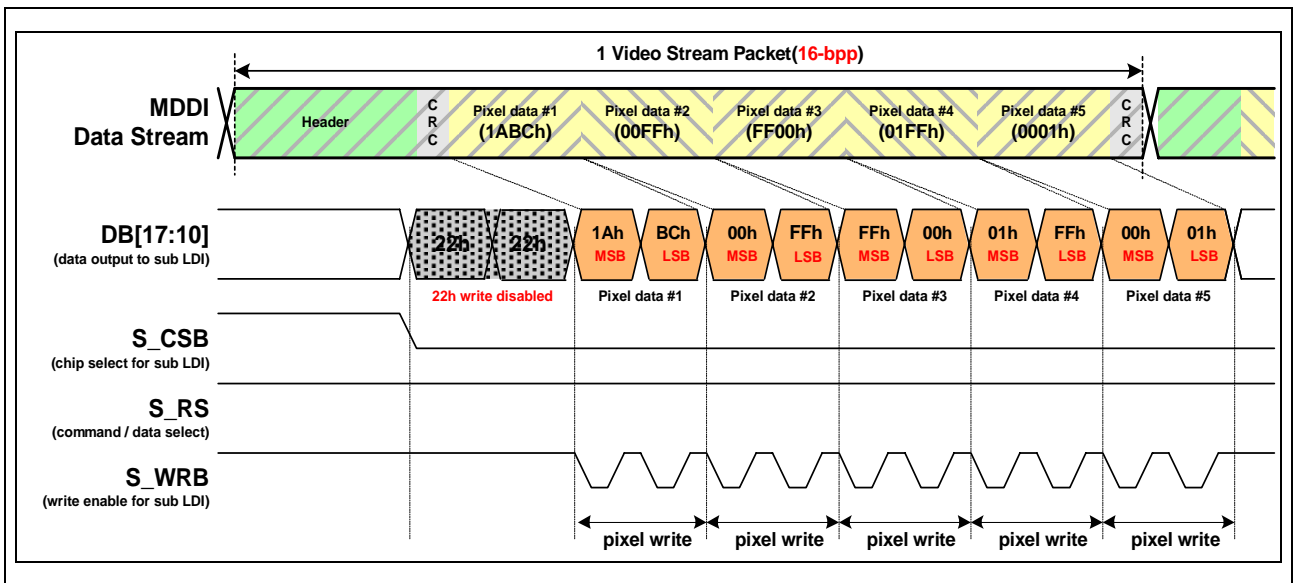 1 Video Stream Packet(16-bpp)
MDDI
Data Stream
Header
C
R
C
Pixel data #1
(1ABCh)
Pixel data #2
(00FFh)
Pixel data #3
(FF00h)
Pixel data #4
(01FFh)
Pixel data #5
(0001h)
C
R
C
DB[17:10]
(data output to sub LDI)
22h
22h
1Ah
MSB
BCh
LSB
00h
MSB
FFh
LSB
FFh
MSB
00h
LSB
01h
MSB
FFh
LSB
00h
MSB
01h
LSB
22h write disabled
Pixel data #1
Pixel data #2
Pixel data #3
Pixel data #4
Pixel data #5
S_CSB
(chip select for sub LDI)
S_RS
(command / data select)
S_WRB
(write enable for sub LDI)
pixel write
pixel write
pixel write
pixel write
pixel write